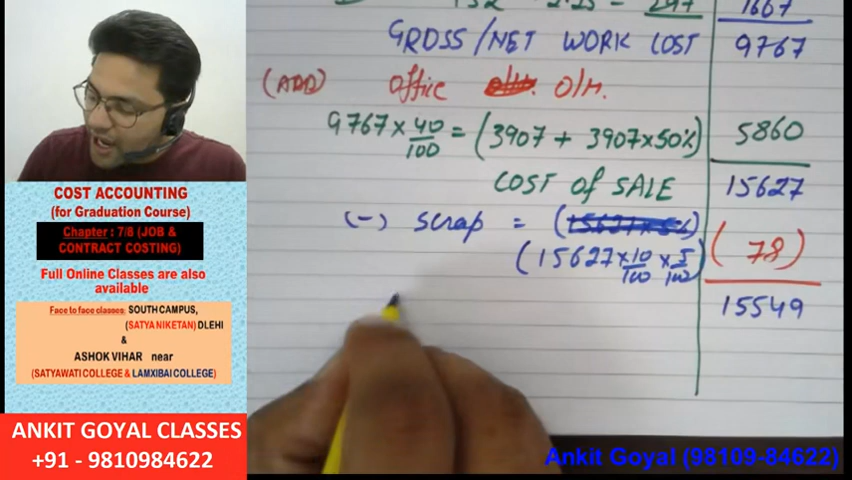 1667
GROSS/NET WORK COST 9767
(ADD) office O/H.
9767 × 40/100 = (3907 + 3907×50%) 5860
COST of SALE 15627
(-) scrap = (15627×5%)
(15627×10/100×5/100) (78)
15549
COST ACCOUNTING
(for Graduation Course)
Chapter : 7/8 (JOB &
CONTRACT COSTING)
Full Online Classes are also
available
Face to face classes: SOUTH CAMPUS,
(SATYA NIKETAN) DLEHI
&
ASHOK VIHAR near
(SATYAWATI COLLEGE & LAMXIBAI COLLEGE)
ANKIT GOYAL CLASSES
+91 - 9810984622
Ankit Goyal (98109-84622)